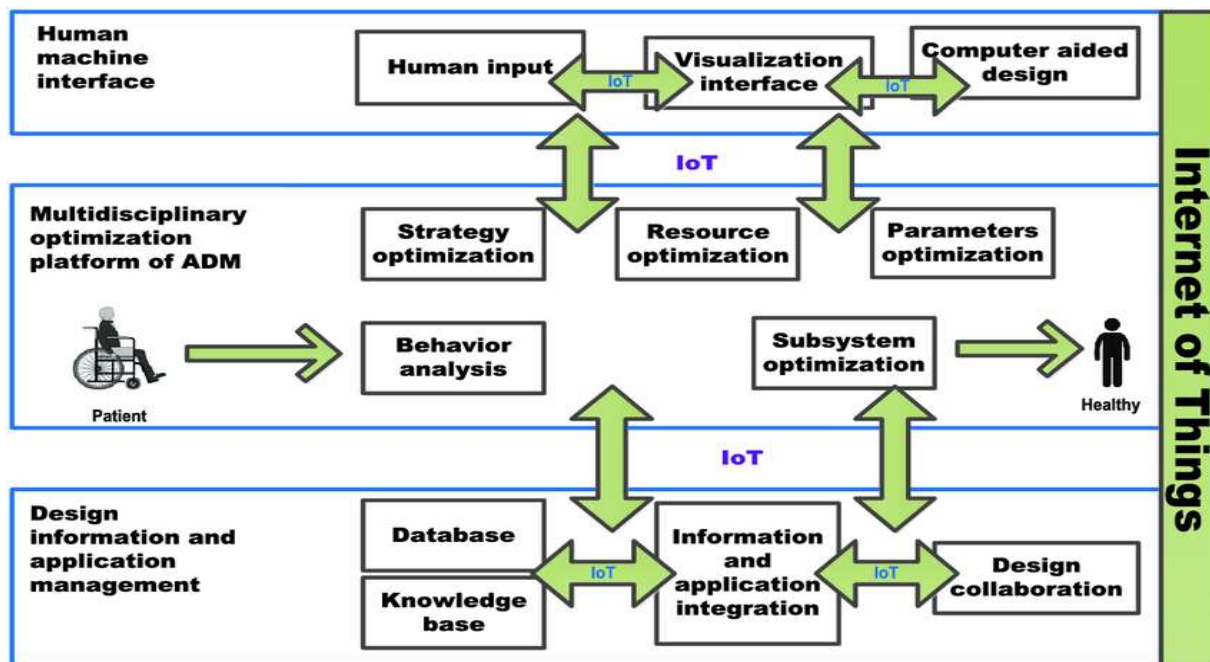 Human
machine
interface
Human input
IoT
Visualization
interface
IoT
Computer aided
design
IoT
Multidisciplinary
optimization
platform of ADM
Strategy
optimization
Resource
optimization
Parameters
optimization
Patient
Behavior
analysis
Subsystem
optimization
Healthy
IoT
Design
information and
application
management
Database
Knowledge
base
IoT
Information
and
application
integration
IoT
Design
collaboration
Internet of Things